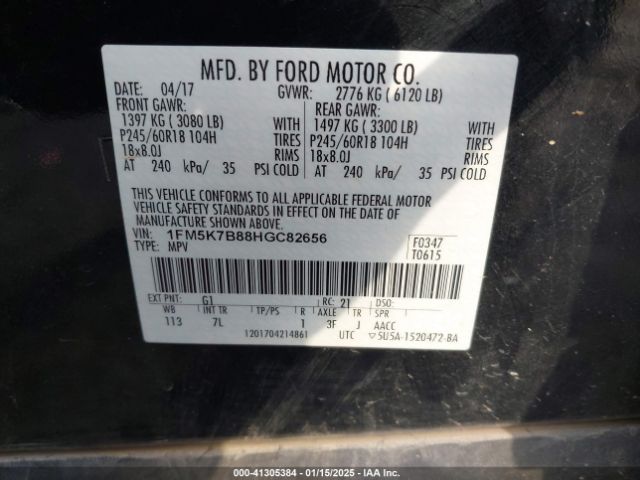 MFD. BY FORD MOTOR CO.
DATE: 04/17 GVWR: 2776 KG ( 6120 LB)
FRONT GAWR: REAR GAWR:
1397 KG ( 3080 LB) 1497 KG ( 3300 LB)
P245/60R18 104H TIRES P245/60R18 104H TIRES
18x8.0J RIMS 18x8.0J RIMS
AT 240 kPa/ 35 PSI COLD AT 240 kPa/ 35 PSI COLD
THIS VEHICLE CONFORMS TO ALL APPLICABLE FEDERAL MOTOR
VEHICLE SAFETY STANDARDS IN EFFECT ON THE DATE OF
MANUFACTURE SHOWN ABOVE.
VIN: 1FM5K7B88HGC82656 F0347
TYPE: MPV T0615
EXT PNT: G1 RC: 21 DSO:
WB INT TR TP/PS R AXLE TR SPR
113 7L 1 3F J AACC
1201704214861 UTC ▽5U5A-1520472-BA
000-41305384 - 01/15/2025 - IAA Inc.